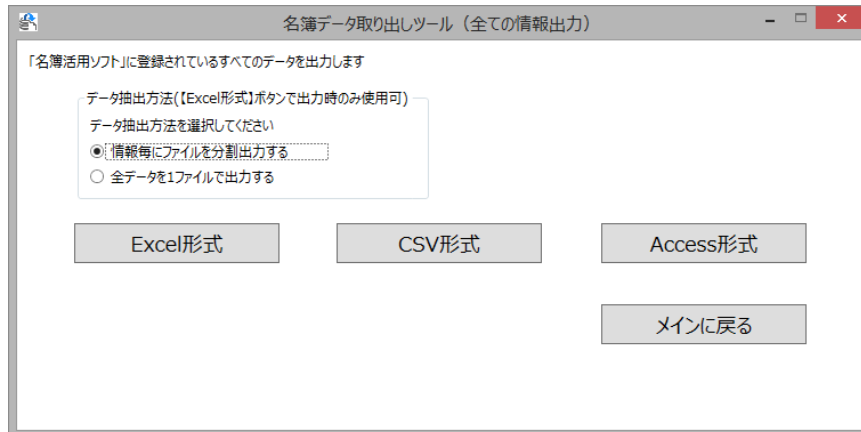 名簿データ取り出しツール（全ての情報出力）
「名簿活用ソフト」に登録されているすべてのデータを出力します
データ抽出方法(【Excel形式】ボタンで出力時のみ使用可)
データ抽出方法を選択してください
情報毎にファイルを分割出力する
全データを1ファイルで出力する
Excel形式
CSV形式
Access形式
メインに戻る